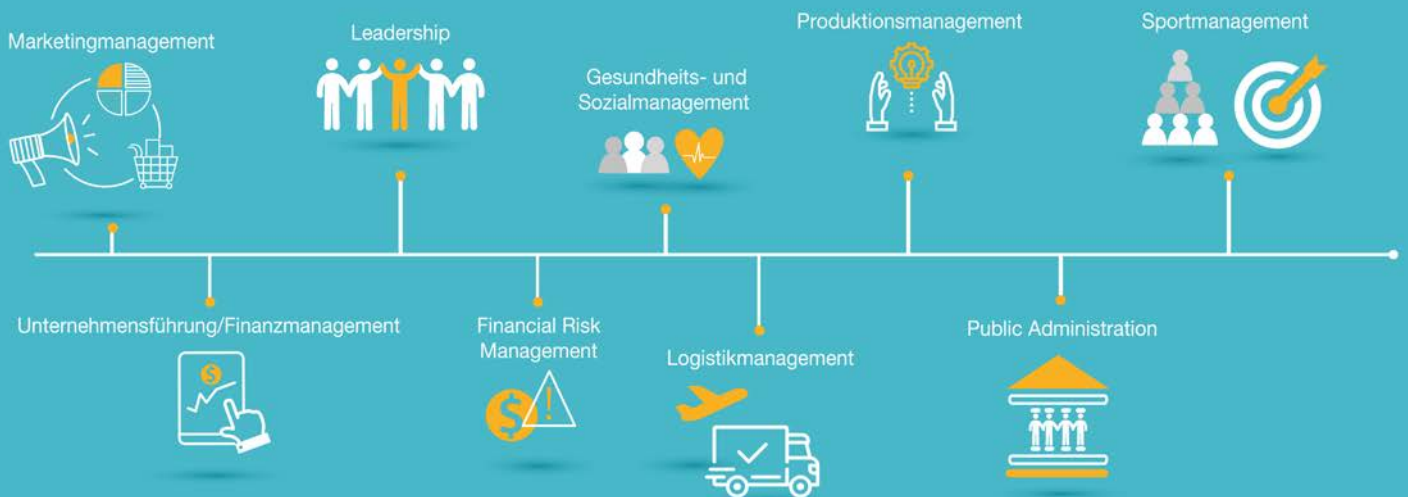 Marketingmanagement
Leadership
Gesundheits- und
Sozialmanagement
Produktionsmanagement
Sportmanagement
Unternehmensführung/Finanzmanagement
Financial Risk
Management
Logistikmanagement
Public Administration